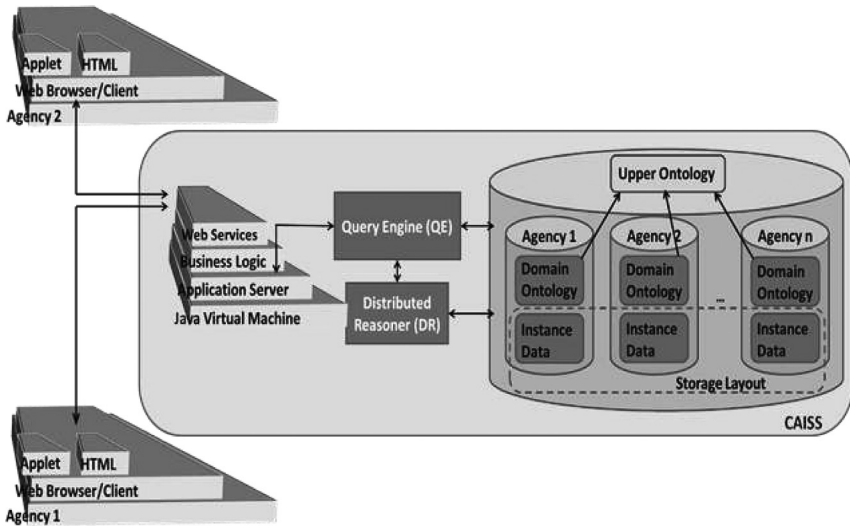 Applet
HTML
Web Browser/Client
Agency 2
Web Services
Business Logic
Application Server
Java Virtual Machine
Query Engine (QE)
Distributed
Reasoner (DR)
Upper Ontology
Agency 1
Agency 2
Agency n
Domain
Ontology
Domain
Ontology
Domain
Ontology
...
Instance
Data
Instance
Data
Instance
Data
Storage Layout
CAISS
Applet
HTML
Web Browser/Client
Agency 1